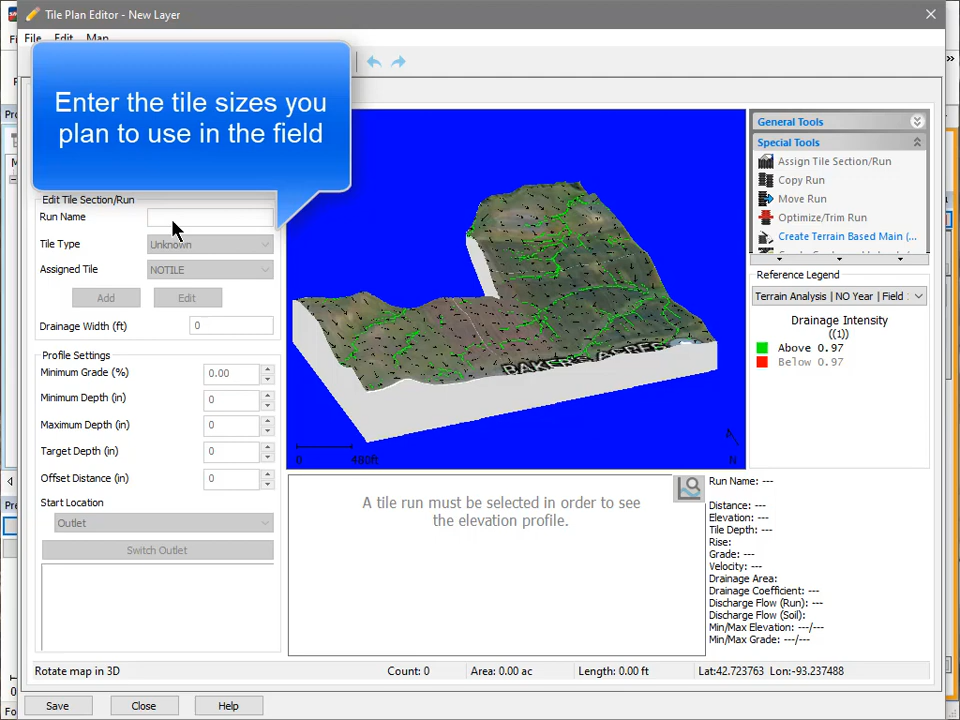 Tile Plan Editor - New Layer
File Edit Map
Enter the tile sizes you
plan to use in the field
Edit Tile Section/Run
Run Name
Tile Type Unknown
Assigned Tile NOTILE
Add Edit
Drainage Width (ft) 0
Profile Settings
Minimum Grade (%) 0.00
Minimum Depth (in) 0
Maximum Depth (in) 0
Target Depth (in) 0
Offset Distance (in) 0
Start Location
Outlet
Switch Outlet
BAKER ACRES
0 480ft
N
A tile run must be selected in order to see
the elevation profile.
General Tools
Special Tools
Assign Tile Section/Run
Copy Run
Move Run
Optimize/Trim Run
Create Terrain Based Main (...
Reference Legend
Terrain Analysis | NO Year | Field
Drainage Intensity
((1))
Above 0.97
Below 0.97
Run Name: ---
Distance: ---
Elevation: ---
Tile Depth: ---
Rise:
Grade: ---
Velocity: ---
Drainage Area:
Drainage Coefficient: ---
Discharge Flow (Run): ---
Discharge Flow (Soil):
Min/Max Elevation: ---/---
Min/Max Grade: ---/---
Rotate map in 3D Count: 0 Area: 0.00 ac Length: 0.00 ft Lat:42.723763 Lon:-93.237488
Save Close Help